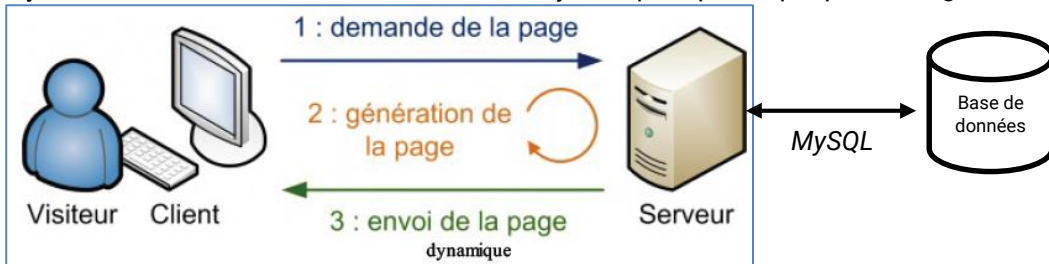 1 : demande de la page
2 : génération de
la page
3 : envoi de la page
dynamique
Visiteur
Client
Serveur
MySQL
Base de
données